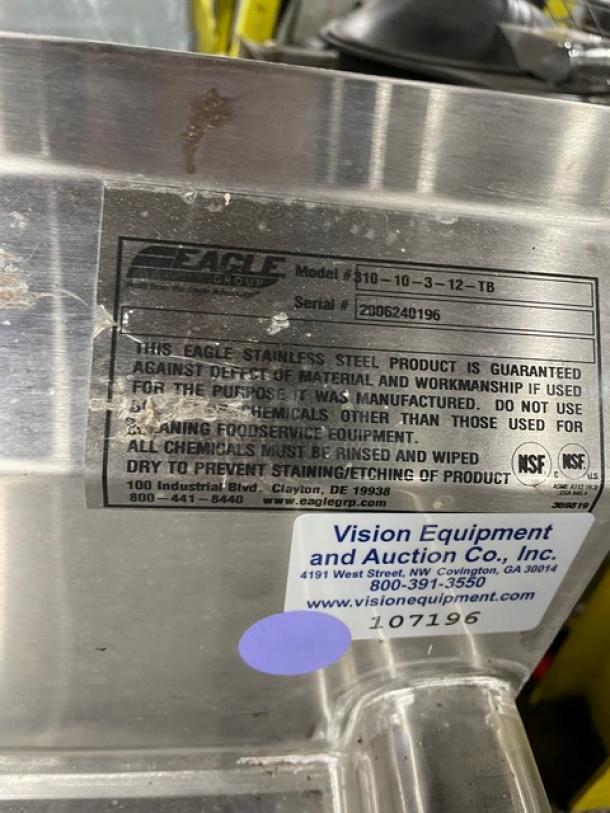 EAGLE
GROUP
Model # 310-10-3-12-TB
Serial # 2006240196
THIS EAGLE STAINLESS STEEL PRODUCT IS GUARANTEED
AGAINST DEFECT OF MATERIAL AND WORKMANSHIP IF USED
FOR THE PURPOSE IT WAS MANUFACTURED. DO NOT USE
CHEMICALS OTHER THAN THOSE USED FOR
CLEANING FOODSERVICE EQUIPMENT.
ALL CHEMICALS MUST BE RINSED AND WIPED
DRY TO PREVENT STAINING/ETCHING OF PRODUCT
NSF
C NSF. U.S.
100 Industrial Blvd. Clayton, DE 19938
800-441-8440 www.eaglegrp.com
369819
Vision Equipment
and Auction Co., Inc.
4191 West Street, NW Covington, GA 30014
800-391-3550
www.visionequipment.com
107196